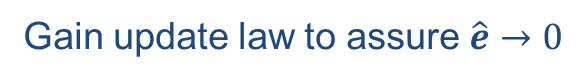 Gain update law to assure ê → 0